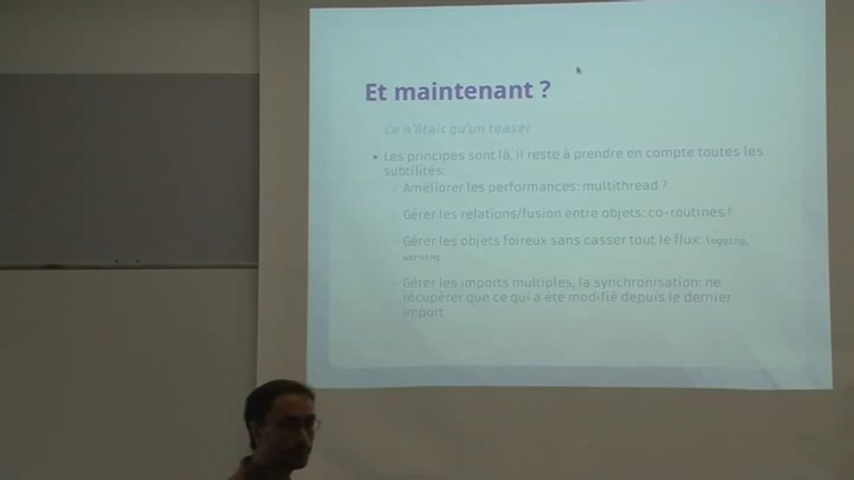 Et maintenant ?
Ce n'était qu'un teaser
Les principes sont là, il reste à prendre en compte toutes les
subtilités:
Améliorer les performances: multithread ?
Gérer les relations/fusion entre objets: co-routines !
Gérer les objets foireux sans casser tout le flux: logging,
warning
Gérer les imports multiples, la synchronisation: ne
récupérer que ce qui a été modifié depuis le dernier
import